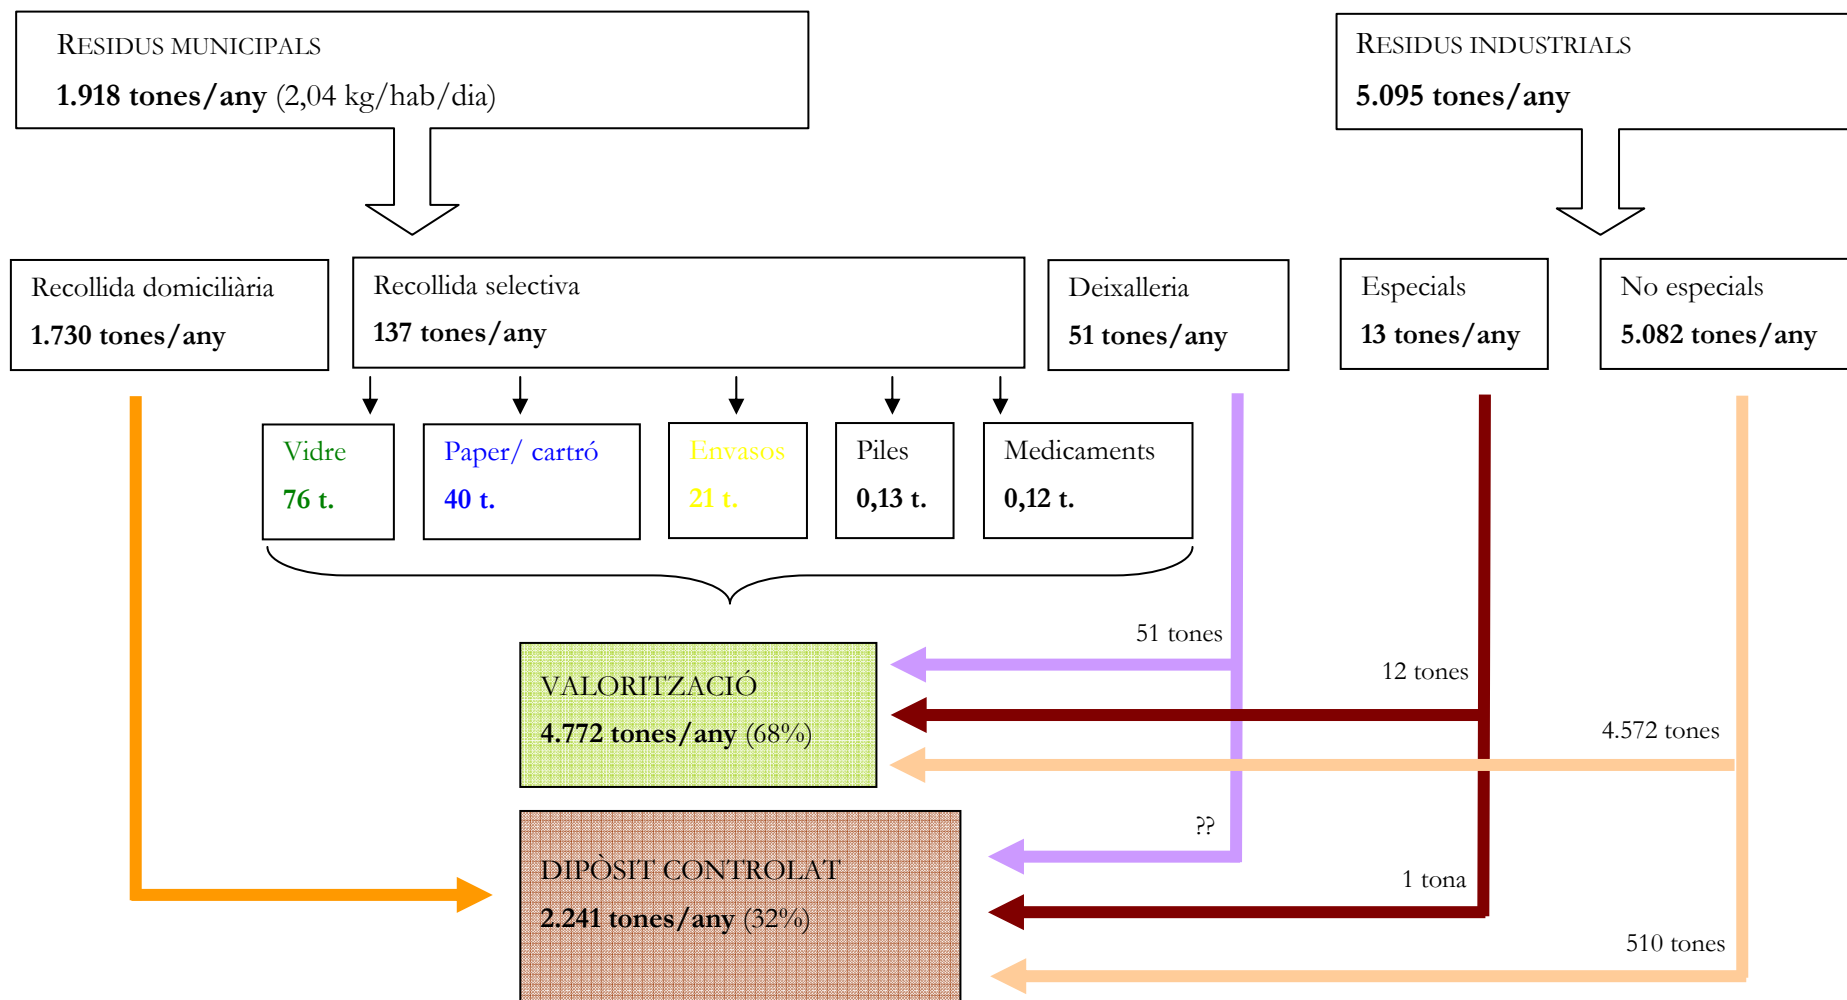 RESIDUS MUNICIPALS
1.918 tones/any (2,04 kg/hab/dia)
RESIDUS INDUSTRIALS
5.095 tones/any
Recollida domiciliària
1.730 tones/any
Recollida selectiva
137 tones/any
Deixalleria
51 tones/any
Especials
13 tones/any
No especials
5.082 tones/any
Vidre
76 t.
Paper/ cartró
40 t.
Envasos
21 t.
Piles
0,13 t.
Medicaments
0,12 t.
51 tones
12 tones
4.572 tones
VALORITZACIÓ
4.772 tones/any (68%)
??
1 tona
510 tones
DIPÒSIT CONTROLAT
2.241 tones/any (32%)